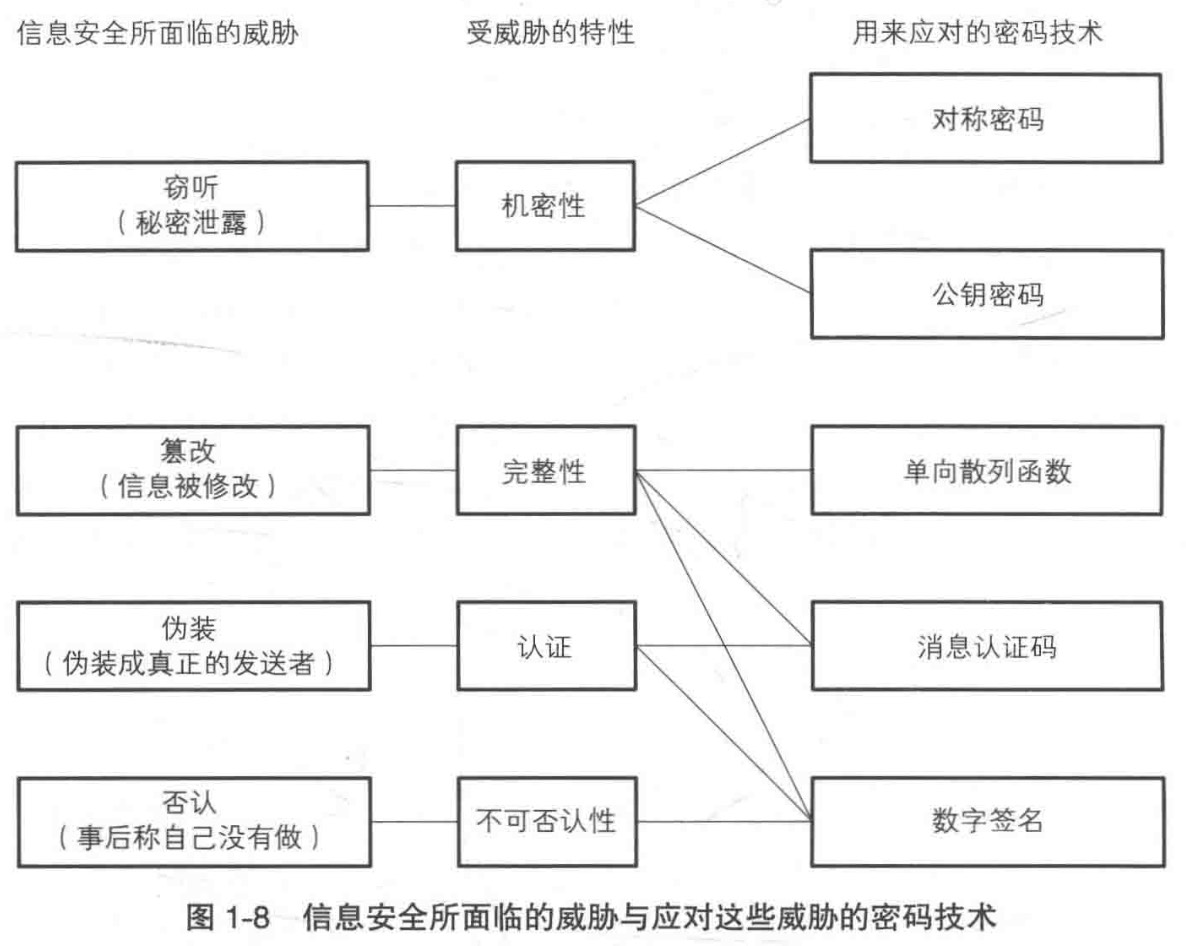 信息安全所面临的威胁
受威胁的特性
用来应对的密码技术
对称密码
窃听
（秘密泄露）
机密性
公钥密码
篡改
（信息被修改）
完整性
单向散列函数
伪装
（伪装成真正的发送者）
认证
消息认证码
否认
（事后称自己没有做）
不可否认性
数字签名
图 1-8 信息安全所面临的威胁与应对这些威胁的密码技术